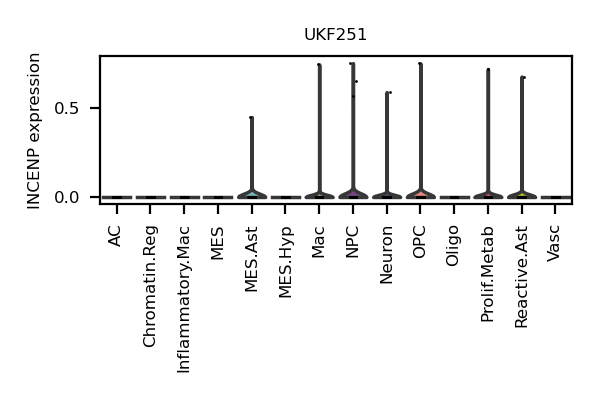 UKF251
INCENP expression
0.5
0.0
AC
Chromatin.Reg
Inflammatory.Mac
MES
MES.Ast
MES.Hyp
Mac
NPC
Neuron
OPC
Oligo
Prolif.Metab
Reactive.Ast
Vasc